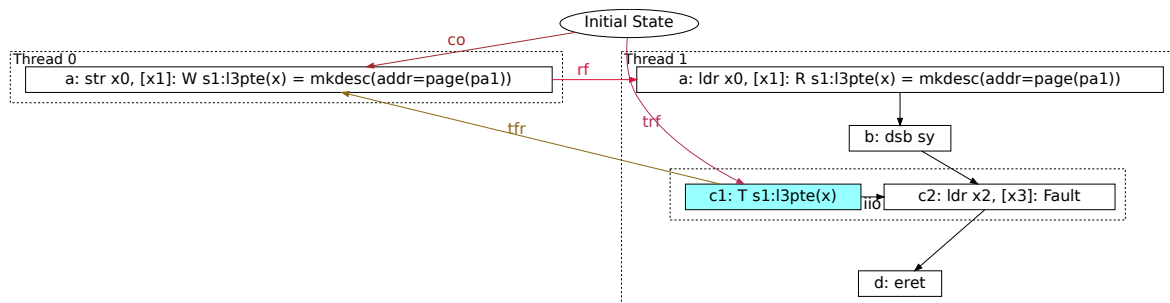 Initial State
co
Thread 0
Thread 1
a: str x0, [x1]: W s1:l3pte(x) = mkdesc(addr=page(pa1))
rf
a: ldr x0, [x1]: R s1:l3pte(x) = mkdesc(addr=page(pa1))
tfr
trf
b: dsb sy
c1: T s1:l3pte(x)
iio
c2: ldr x2, [x3]: Fault
d: eret